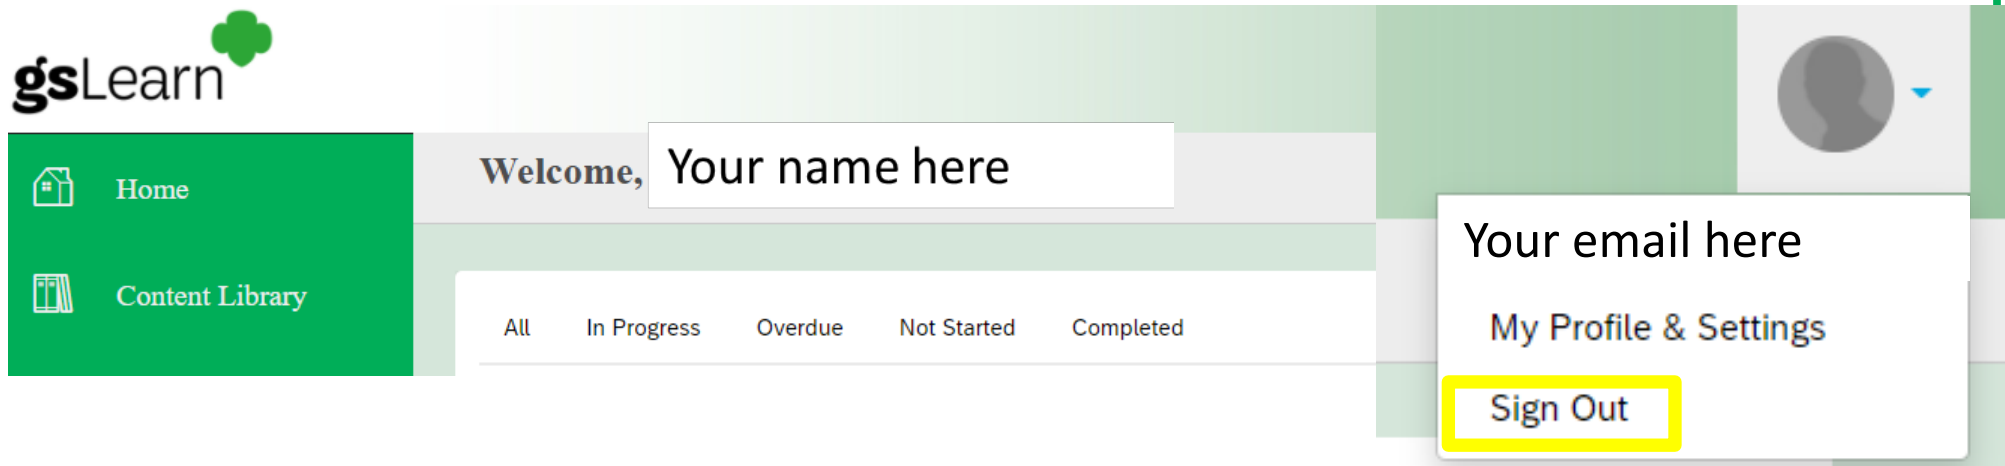 gsLearn
Home
Content Library
Welcome, Your name here
All In Progress Overdue Not Started Completed
Your email here
My Profile & Settings
Sign Out